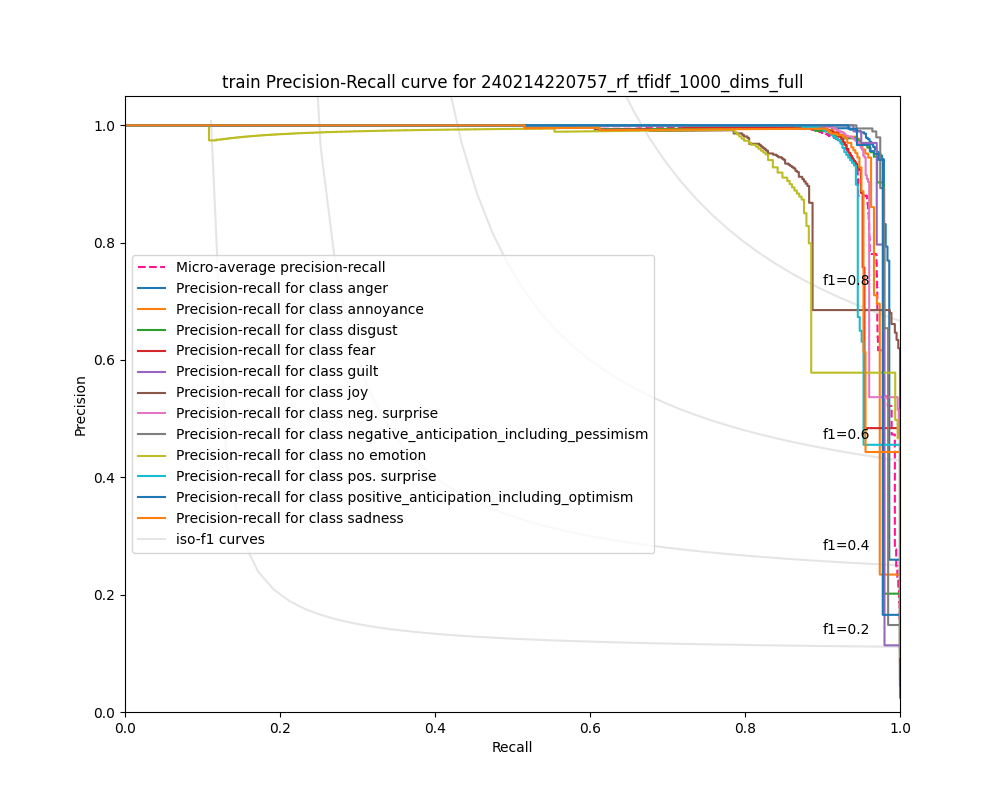 train Precision-Recall curve for 240214220757_rf_tfidf_1000_dims_full
1.0
0.8
0.6
0.4
0.2
0.0
Precision
Micro-average precision-recall
Precision-recall for class anger
Precision-recall for class annoyance
Precision-recall for class disgust
Precision-recall for class fear
Precision-recall for class guilt
Precision-recall for class joy
Precision-recall for class neg. surprise
Precision-recall for class negative_anticipation_including_pessimism
Precision-recall for class no emotion
Precision-recall for class pos. surprise
Precision-recall for class positive_anticipation_including_optimism
Precision-recall for class sadness
iso-f1 curves
f1=0.8
f1=0.6
f1=0.4
f1=0.2
0.0 0.2 0.4 0.6 0.8 1.0
Recall